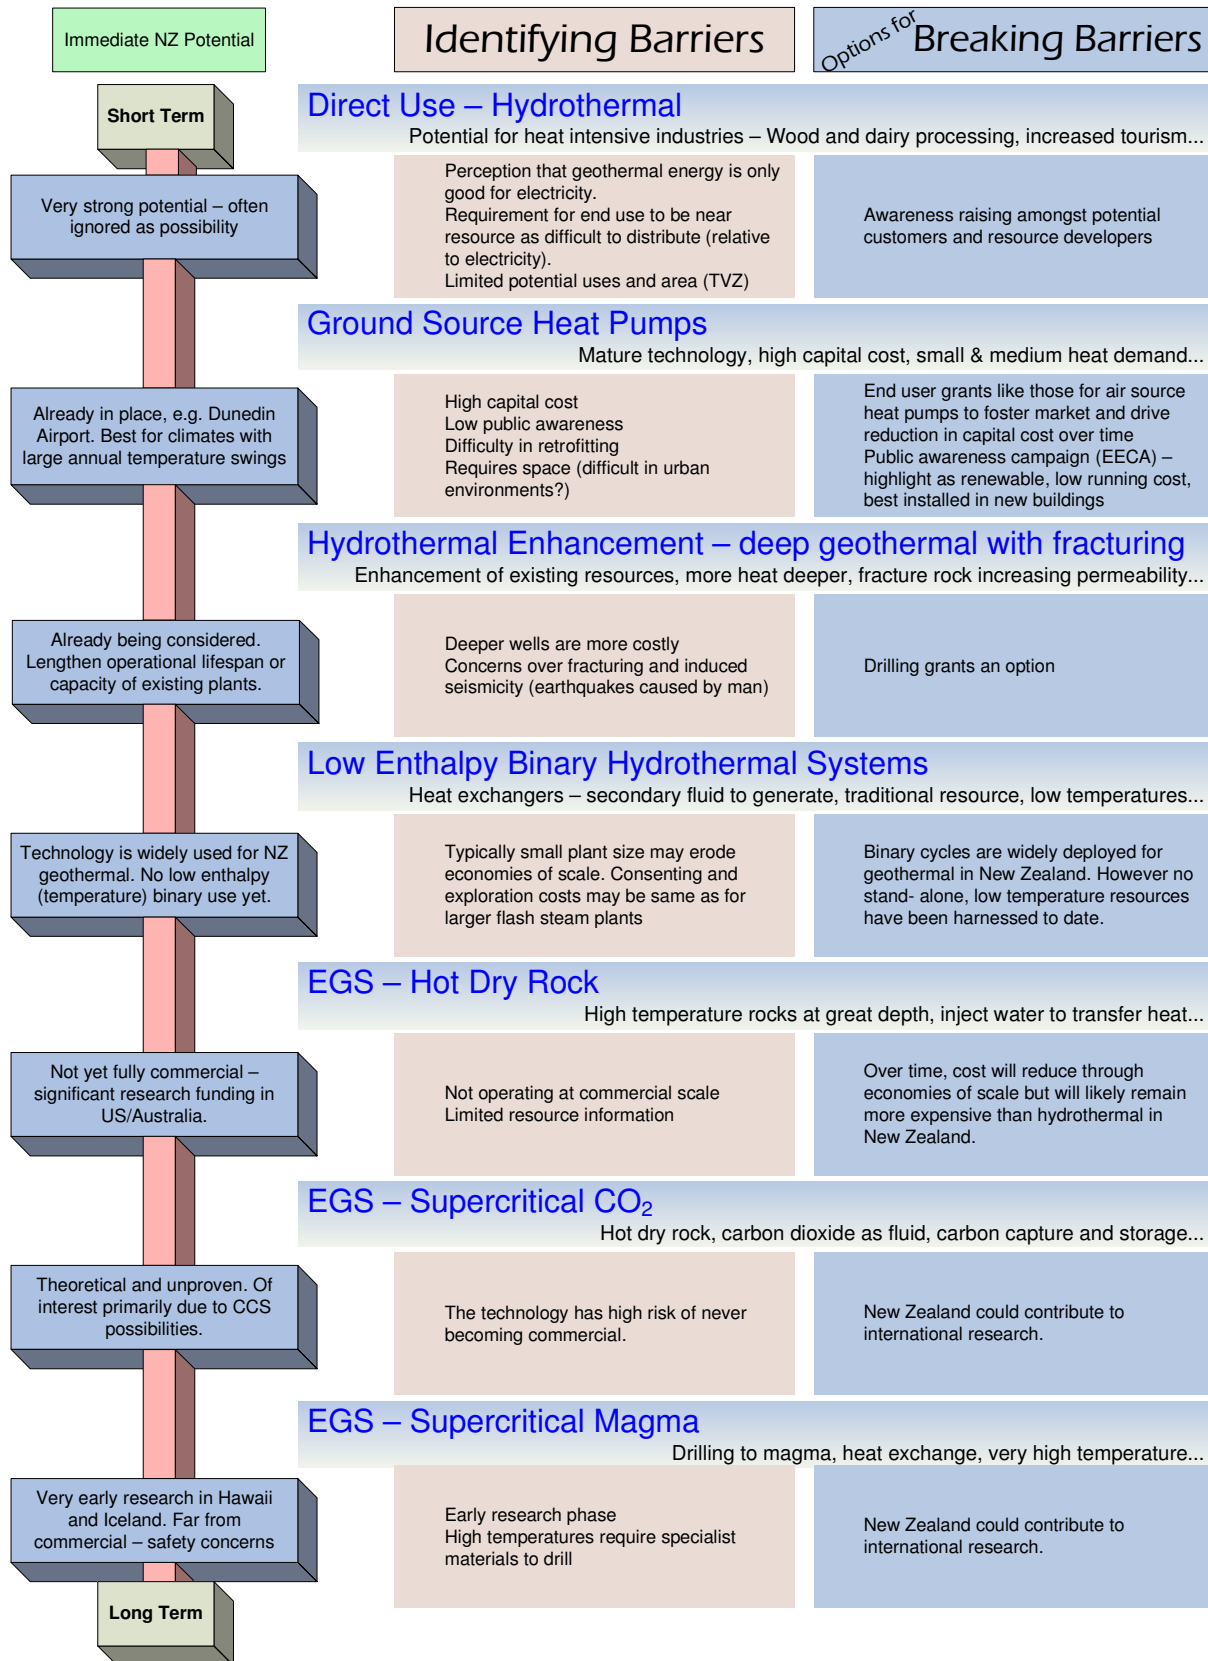 Immediate NZ Potential
Identifying Barriers
Options for Breaking Barriers
Short Term
Direct Use – Hydrothermal
Potential for heat intensive industries – Wood and dairy processing, increased tourism...
Very strong potential – often
ignored as possibility
Perception that geothermal energy is only
good for electricity.
Requirement for end use to be near
resource as difficult to distribute (relative
to electricity).
Limited potential uses and area (TVZ)
Awareness raising amongst potential
customers and resource developers
Ground Source Heat Pumps
Mature technology, high capital cost, small & medium heat demand...
Already in place, e.g. Dunedin
Airport. Best for climates with
large annual temperature swings
High capital cost
Low public awareness
Difficulty in retrofitting
Requires space (difficult in urban
environments?)
End user grants like those for air source
heat pumps to foster market and drive
reduction in capital cost over time
Public awareness campaign (EECA) –
highlight as renewable, low running cost,
best installed in new buildings
Hydrothermal Enhancement – deep geothermal with fracturing
Enhancement of existing resources, more heat deeper, fracture rock increasing permeability...
Already being considered.
Lengthen operational lifespan or
capacity of existing plants.
Deeper wells are more costly
Concerns over fracturing and induced
seismicity (earthquakes caused by man)
Drilling grants an option
Low Enthalpy Binary Hydrothermal Systems
Heat exchangers – secondary fluid to generate, traditional resource, low temperatures...
Technology is widely used for NZ
geothermal. No low enthalpy
(temperature) binary use yet.
Typically small plant size may erode
economies of scale. Consenting and
exploration costs may be same as for
larger flash steam plants
Binary cycles are widely deployed for
geothermal in New Zealand. However no
stand- alone, low temperature resources
have been harnessed to date.
EGS – Hot Dry Rock
High temperature rocks at great depth, inject water to transfer heat...
Not yet fully commercial –
significant research funding in
US/Australia.
Not operating at commercial scale
Limited resource information
Over time, cost will reduce through
economies of scale but will likely remain
more expensive than hydrothermal in
New Zealand.
EGS – Supercritical CO₂
Hot dry rock, carbon dioxide as fluid, carbon capture and storage...
Theoretical and unproven. Of
interest primarily due to CCS
possibilities.
The technology has high risk of never
becoming commercial.
New Zealand could contribute to
international research.
EGS – Supercritical Magma
Drilling to magma, heat exchange, very high temperature...
Very early research in Hawaii
and Iceland. Far from
commercial – safety concerns
Early research phase
High temperatures require specialist
materials to drill
New Zealand could contribute to
international research.
Long Term